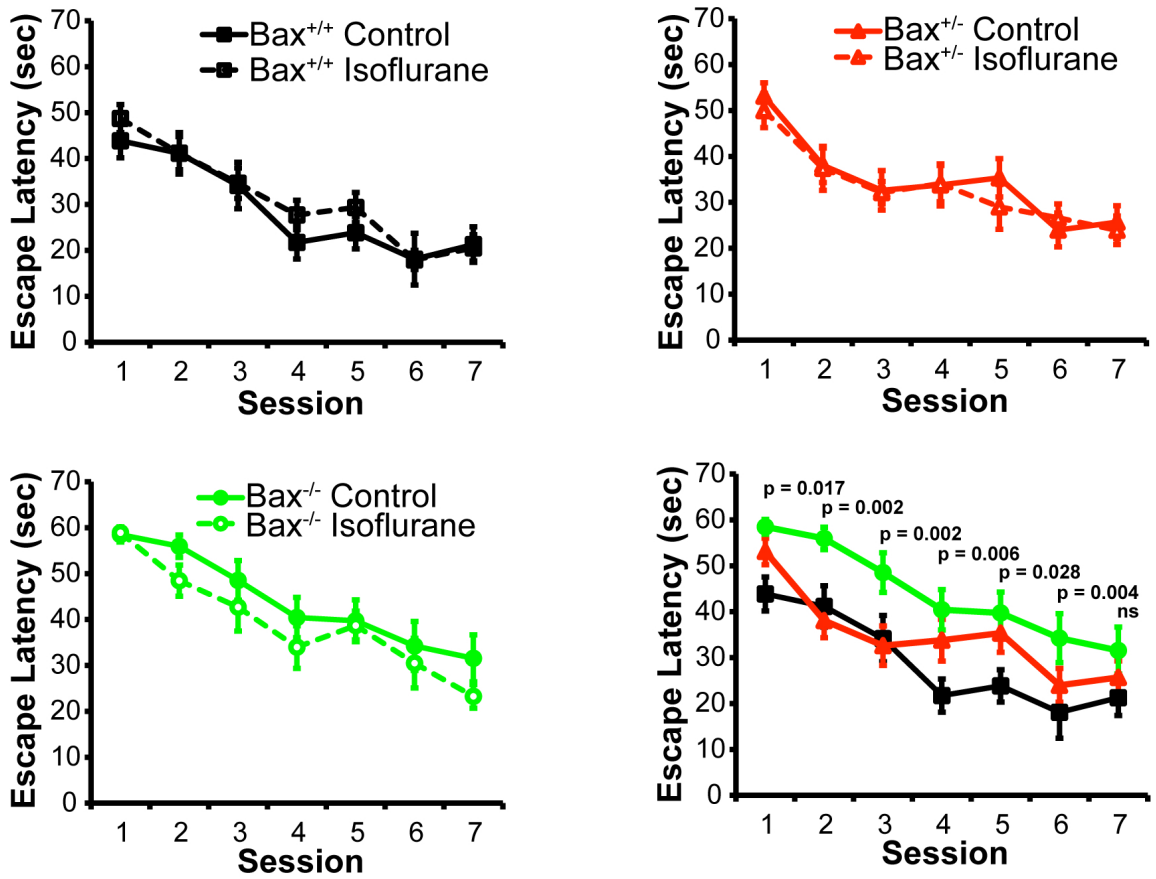 Bax+/+ Control
Bax+/+ Isoflurane
Escape Latency (sec)
70
60
50
40
30
20
10
0
1 2 3 4 5 6 7
Session
Bax+/- Control
Bax+/- Isoflurane
Escape Latency (sec)
70
60
50
40
30
20
10
0
1 2 3 4 5 6 7
Session
Bax-/- Control
Bax-/- Isoflurane
Escape Latency (sec)
70
60
50
40
30
20
10
0
1 2 3 4 5 6 7
Session
Escape Latency (sec)
70
60
50
40
30
20
10
0
p = 0.017
p = 0.002
p = 0.002
p = 0.006
p = 0.028
p = 0.004
ns
1 2 3 4 5 6 7
Session